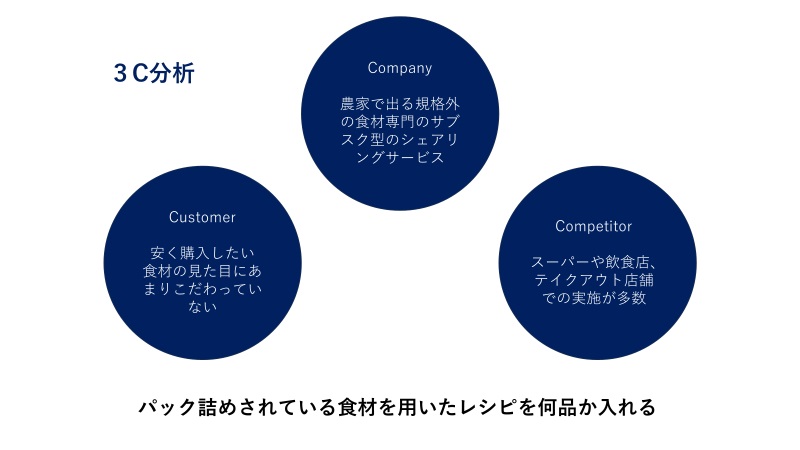 ３C分析
Company
農家で出る規格外
の食材専門のサブ
スク型のシェアリ
ングサービス
Customer
安く購入したい
食材の見た目にあ
まりこだわってい
ない
Competitor
スーパーや飲食店、
テイクアウト店舗
での実施が多数
パック詰めされている食材を用いたレシピを何品か入れる